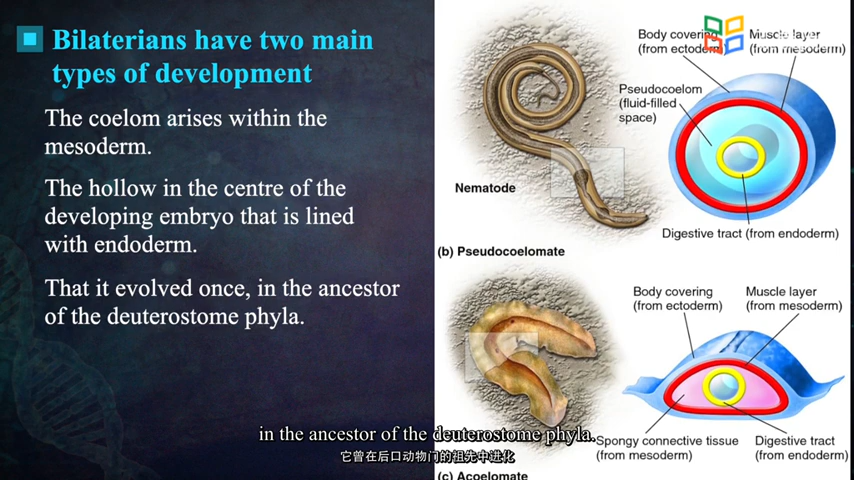 Bilaterians have two main
types of development
The coelom arises within the
mesoderm.
The hollow in the centre of the
developing embryo that is lined
with endoderm.
That it evolved once, in the ancestor
of the deuterostome phyla.
Body covering
(from ectoderm)
Muscle layer
(from mesoderm)
Pseudocoelom
(fluid-filled
space)
Nematode
Digestive tract (from endoderm)
(b) Pseudocoelomate
Body covering
(from ectoderm)
Muscle layer
(from mesoderm)
Spongy connective tissue
(from mesoderm)
Digestive tract
(from endoderm)
(c) Acoelomate
in the ancestor of the deuterostome phyla.
它曾在后口动物门的祖先中进化